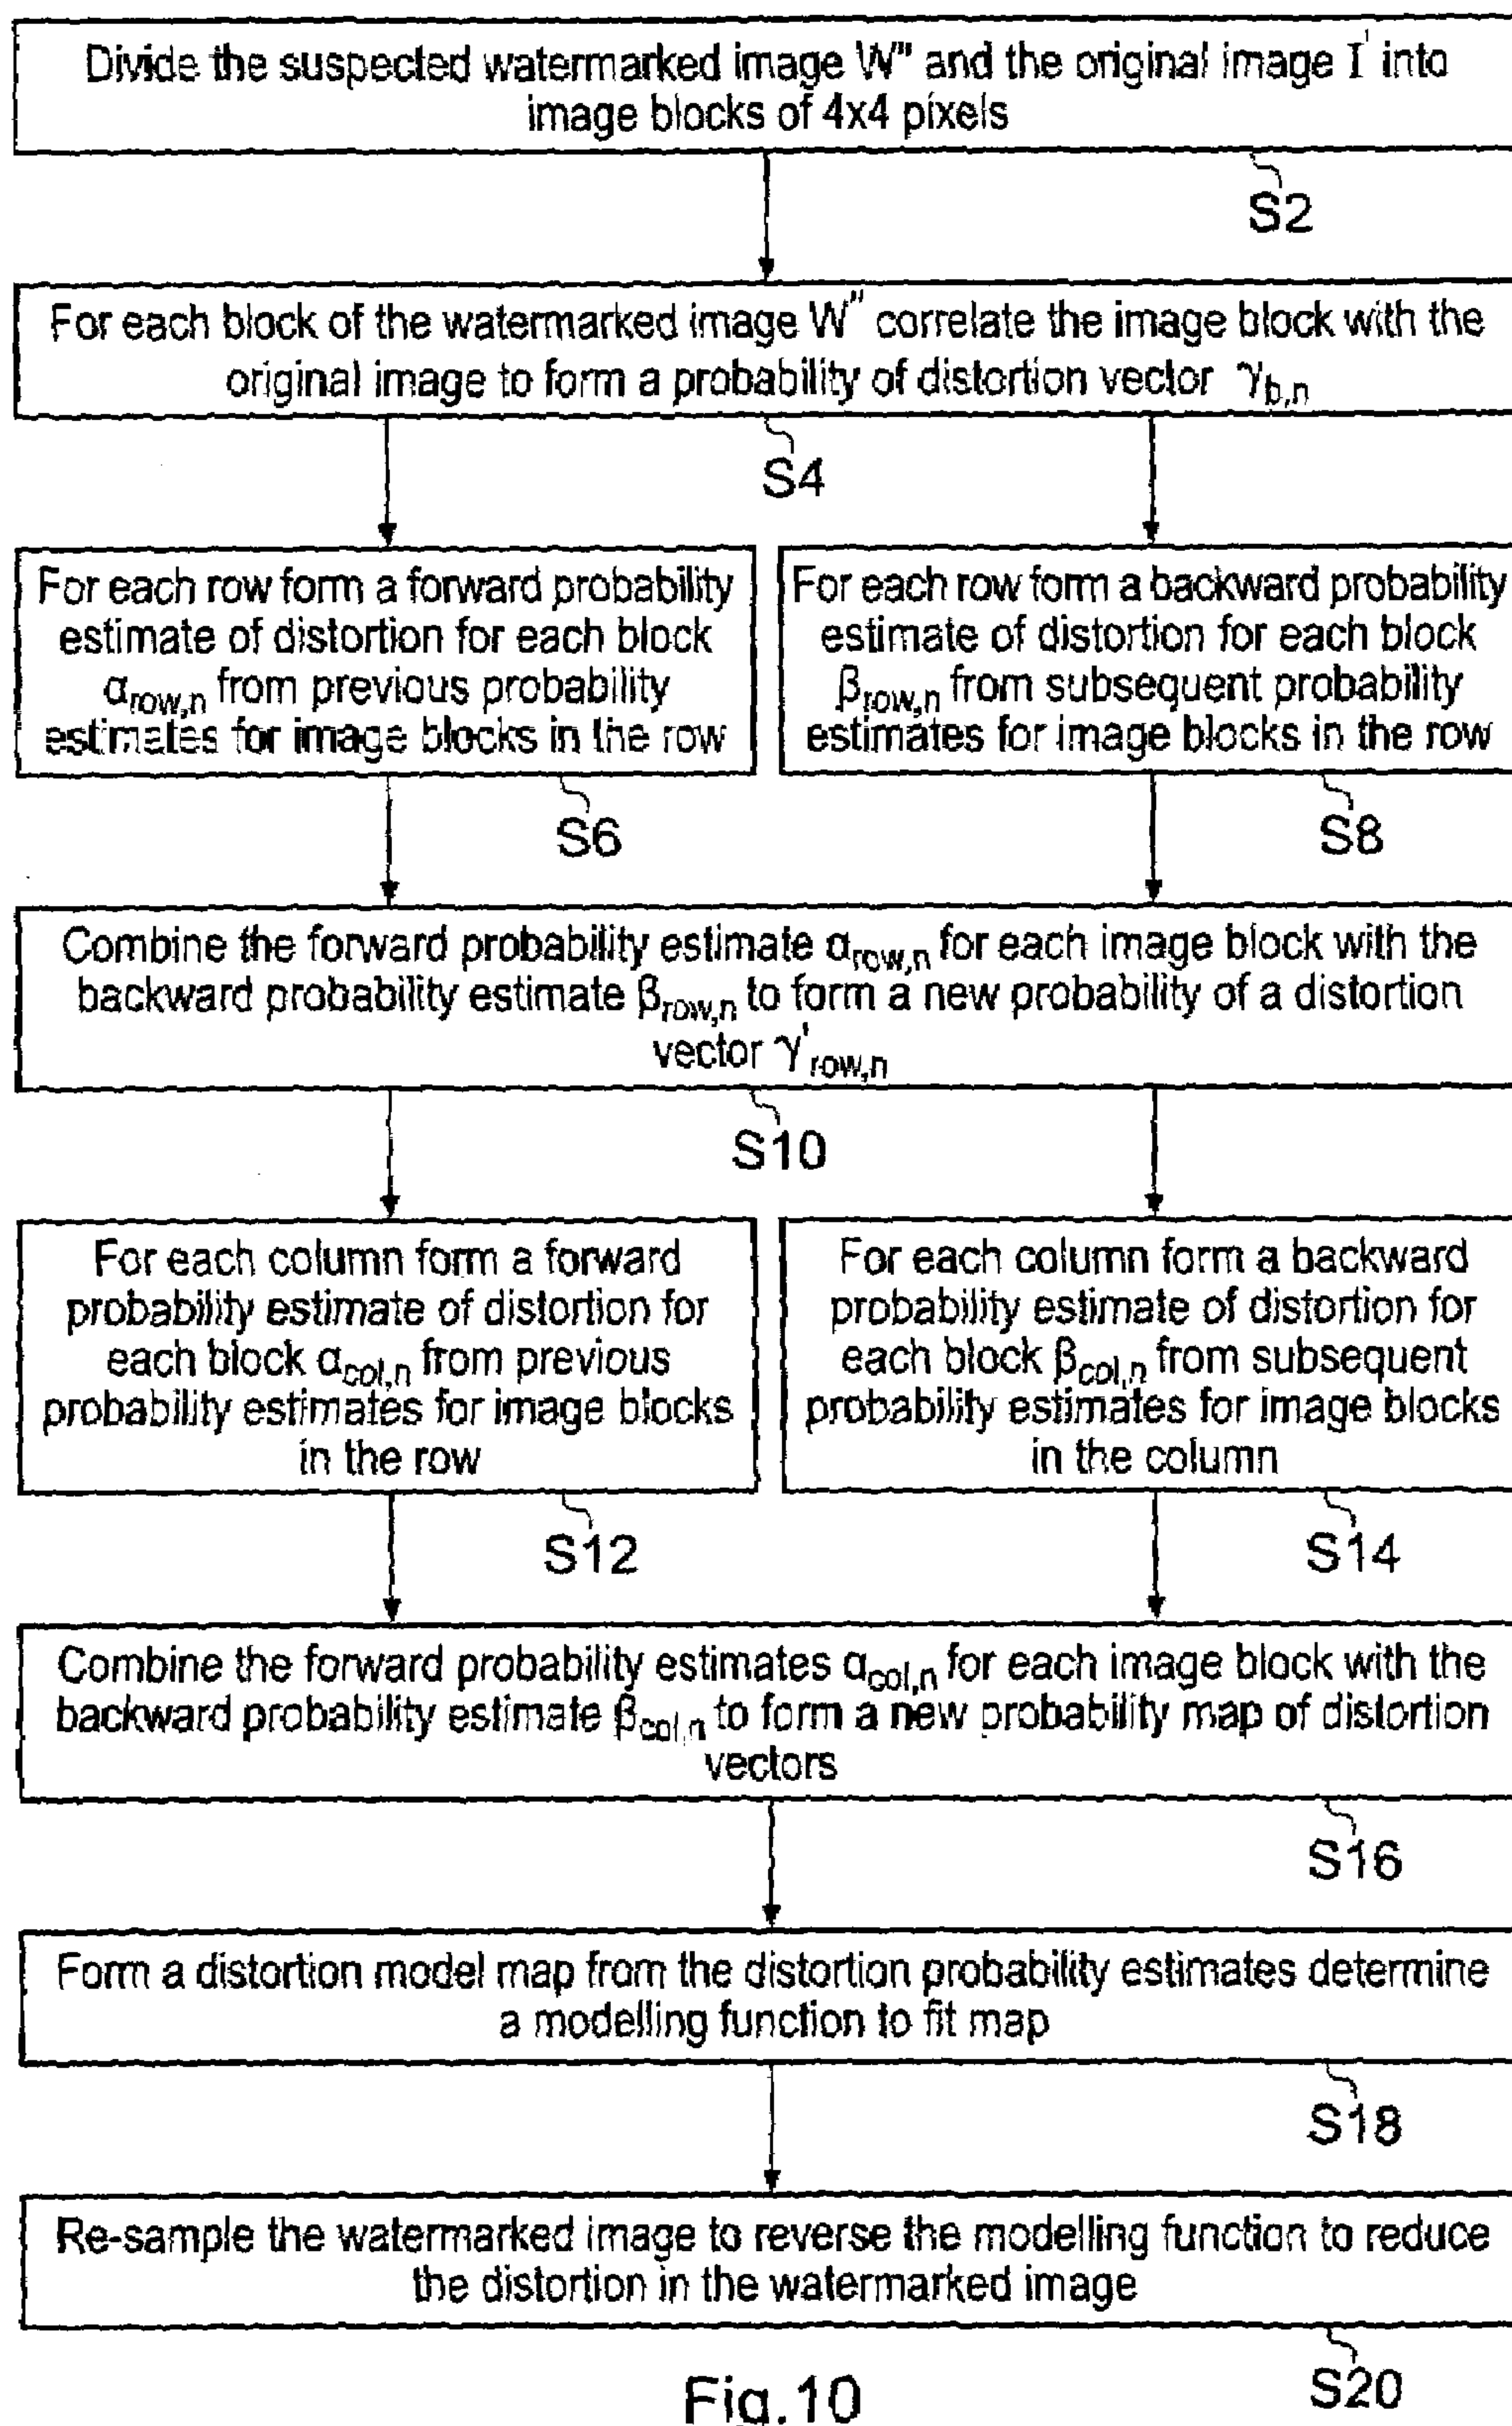 Divide the suspected watermarked image W'' and the original image I' into
image blocks of 4x4 pixels
S2
For each block of the watermarked image W'' correlate the image block with the
original image to form a probability of distortion vector γb,n
S4
For each row form a forward probability
estimate of distortion for each block
αrow,n from previous probability
estimates for image blocks in the row
S6
For each row form a backward probability
estimate of distortion for each block
βrow,n from subsequent probability
estimates for image blocks in the row
S8
Combine the forward probability estimate αrow,n for each image block with the
backward probability estimate βrow,n to form a new probability of a distortion
vector γ'row,n
S10
For each column form a forward
probability estimate of distortion for
each block αcol,n from previous
probability estimates for image blocks
in the row
S12
For each column form a backward
probability estimate of distortion for
each block βcol,n from subsequent
probability estimates for image blocks
in the column
S14
Combine the forward probability estimates αcol,n for each image block with the
backward probability estimate βcol,n to form a new probability map of distortion
vectors
S16
Form a distortion model map from the distortion probability estimates determine
a modelling function to fit map
S18
Re-sample the watermarked image to reverse the modelling function to reduce
the distortion in the watermarked image
S20
Fig.10